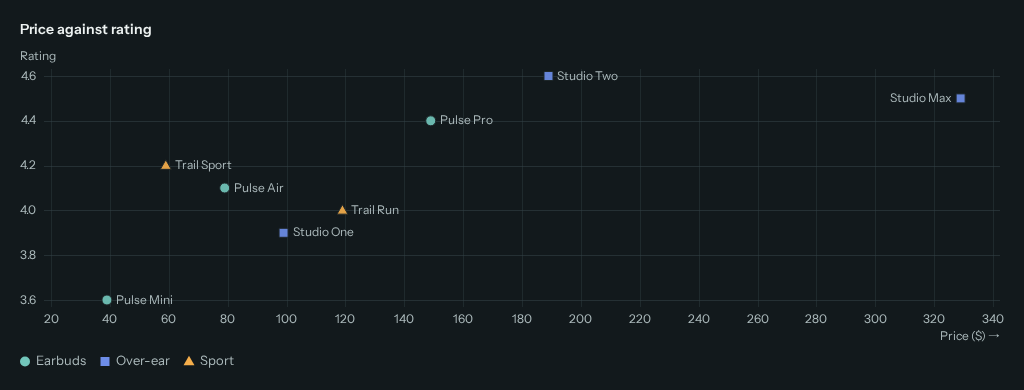 Price against rating
Rating
4.6 Studio Two
Studio Max
4.4 Pulse Pro
4.2 Trail Sport
Pulse Air
4.0 Trail Run
Studio One
3.8
3.6 Pulse Mini
20 40 60 80 100 120 140 160 180 200 220 240 260 280 300 320 340
Price ($) →
Earbuds Over-ear Sport